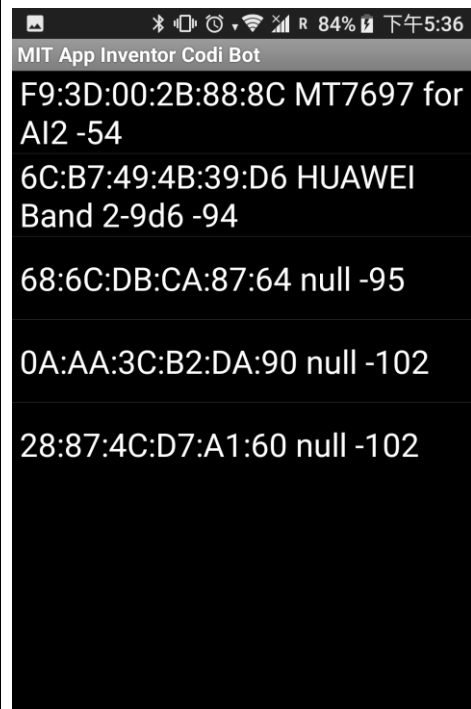 R 84% 下午5:36
MIT App Inventor Codi Bot
F9:3D:00:2B:88:8C MT7697 for
AI2 -54
6C:B7:49:4B:39:D6 HUAWEI
Band 2-9d6 -94
68:6C:DB:CA:87:64 null -95
0A:AA:3C:B2:DA:90 null -102
28:87:4C:D7:A1:60 null -102